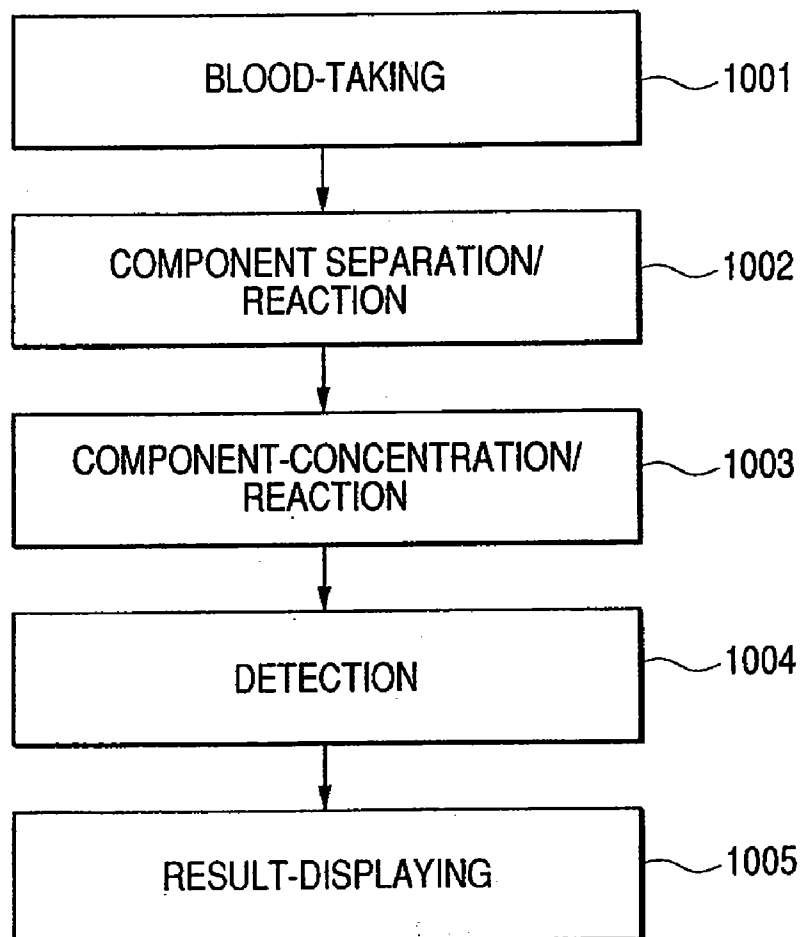 BLOOD-TAKING
1001
COMPONENT SEPARATION/
REACTION
1002
COMPONENT-CONCENTRATION/
REACTION
1003
DETECTION
1004
RESULT-DISPLAYING
1005